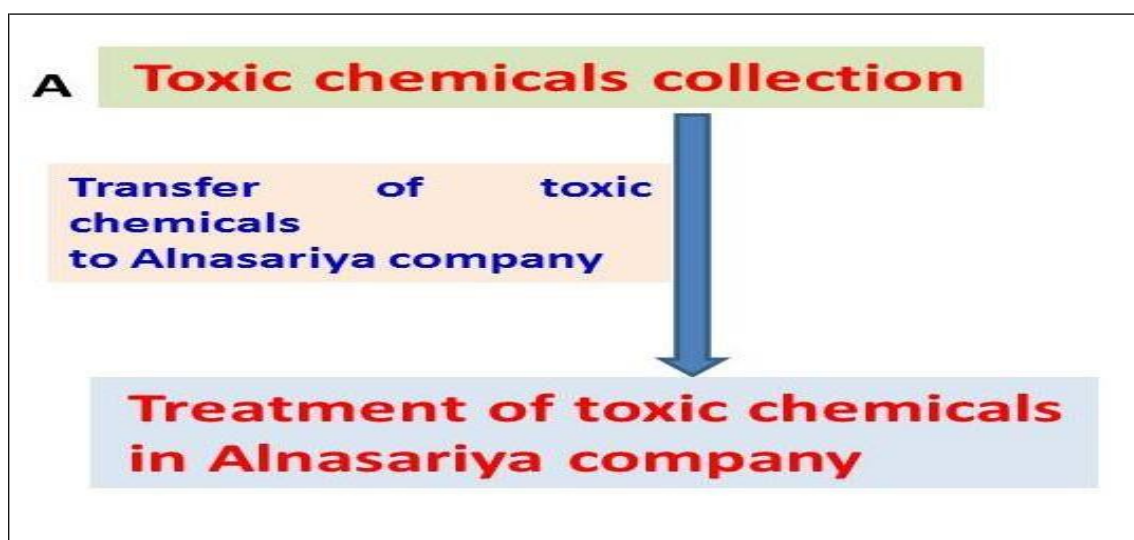 A Toxic chemicals collection
Transfer of toxic
chemicals
to Alnasariya company
Treatment of toxic chemicals
in Alnasariya company